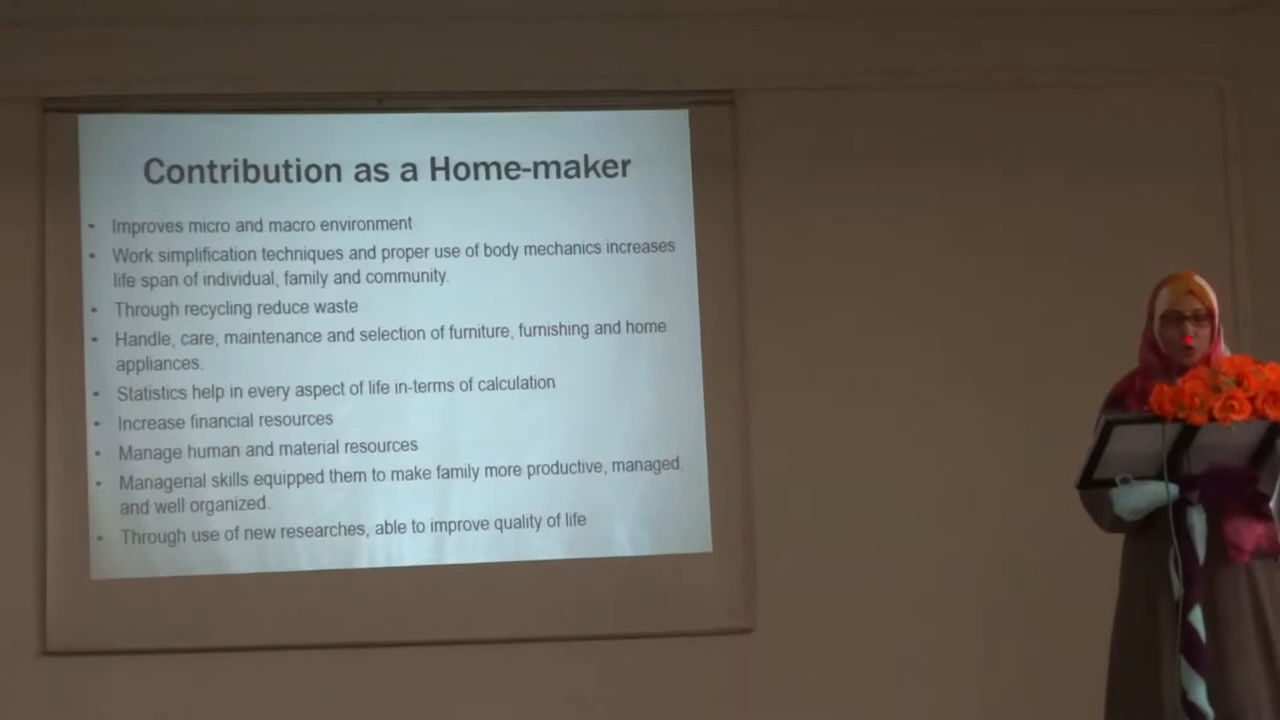 Contribution as a Home-maker
• Improves micro and macro environment
• Work simplification techniques and proper use of body mechanics increases
life span of individual, family and community.
• Through recycling reduce waste
• Handle, care, maintenance and selection of furniture, furnishing and home
appliances.
• Statistics help in every aspect of life in-terms of calculation
• Increase financial resources
• Manage human and material resources
• Managerial skills equipped them to make family more productive, managed,
and well organized.
• Through use of new researches, able to improve quality of life